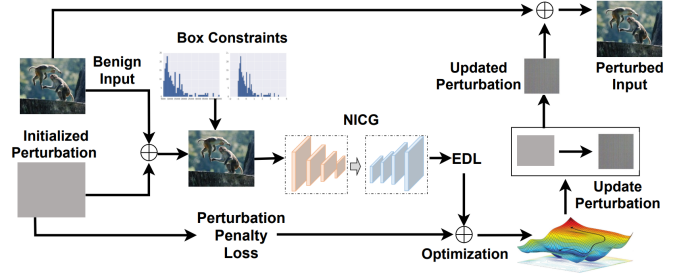 Box Constraints
Benign
Input
Updated
Perturbation
Perturbed
Input
Initialized
Perturbation
NICG
EDL
Update
Perturbation
Perturbation
Penalty
Loss
Optimization